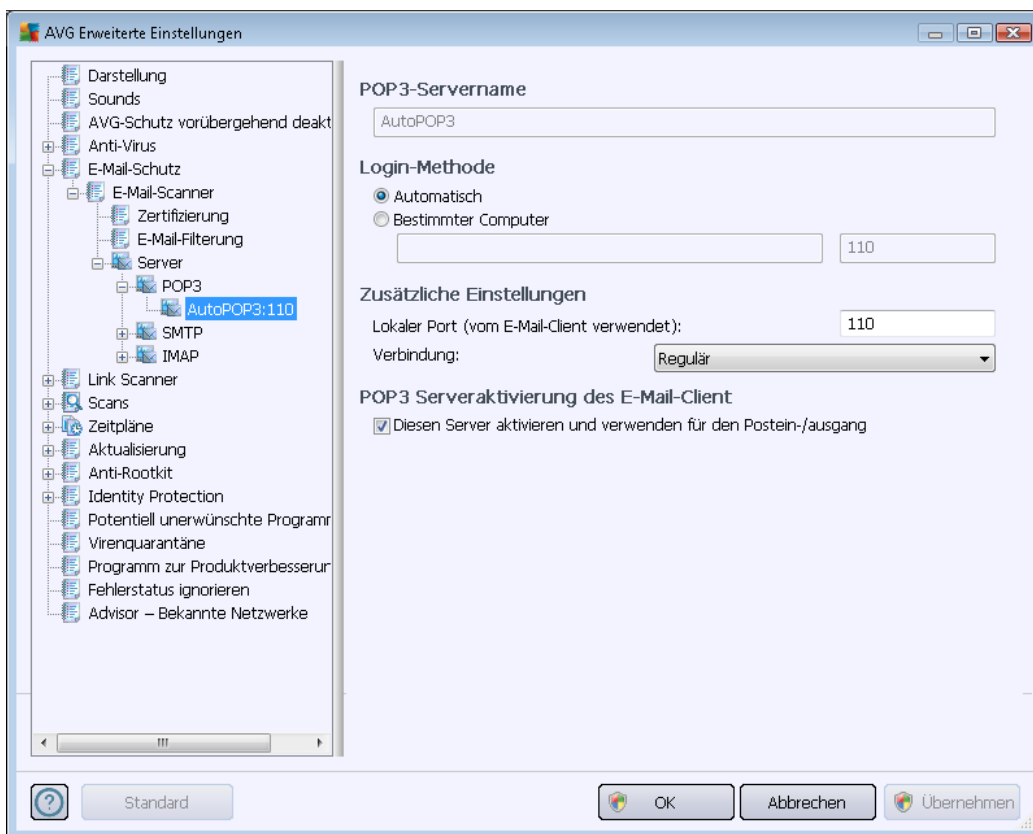 AVG Erweiterte Einstellungen
Darstellung
Sounds
AVG-Schutz vorübergehend deakt
Anti-Virus
E-Mail-Schutz
E-Mail-Scanner
Zertifizierung
E-Mail-Filterung
Server
POP3
AutoPOP3:110
SMTP
IMAP
Link Scanner
Scans
Zeitpläne
Aktualisierung
Anti-Rootkit
Identity Protection
Potentiell unerwünschte Programr
Virenquarantäne
Programm zur Produktverbesserur
Fehlerstatus ignorieren
Advisor – Bekannte Netzwerke
POP3-Servername
AutoPOP3
Login-Methode
Automatisch
Bestimmter Computer
110
Zusätzliche Einstellungen
Lokaler Port (vom E-Mail-Client verwendet): 110
Verbindung: Regulär
POP3 Serveraktivierung des E-Mail-Client
Diesen Server aktivieren und verwenden für den Postein-/ausgang
Standard OK Abbrechen Übernehmen